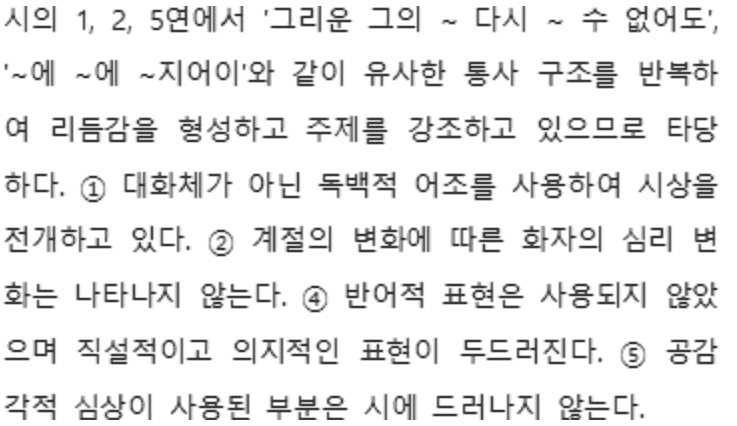 시의 1, 2, 5연에서 '그리운 그의 ~ 다시 ~ 수 없어도',
'~에 ~에 ~지어이'와 같이 유사한 통사 구조를 반복하
여 리듬감을 형성하고 주제를 강조하고 있으므로 타당
하다. ① 대화체가 아닌 독백적 어조를 사용하여 시상을
전개하고 있다. ② 계절의 변화에 따른 화자의 심리 변
화는 나타나지 않는다. ④ 반어적 표현은 사용되지 않았
으며 직설적이고 의지적인 표현이 두드러진다. ⑤ 공감
각적 심상이 사용된 부분은 시에 드러나지 않는다.